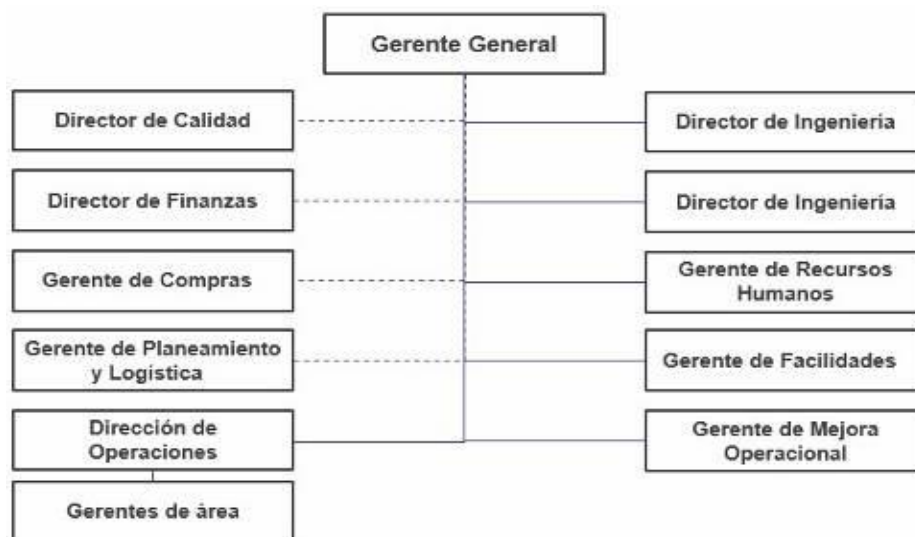 Gerente General
Director de Calidad
Director de Ingenieria
Director de Finanzas
Director de Ingenieria
Gerente de Compras
Gerente de Recursos
Humanos
Gerente de Planeamiento
y Logística
Gerente de Facilidades
Dirección de
Operaciones
Gerente de Mejora
Operacional
Gerentes de área